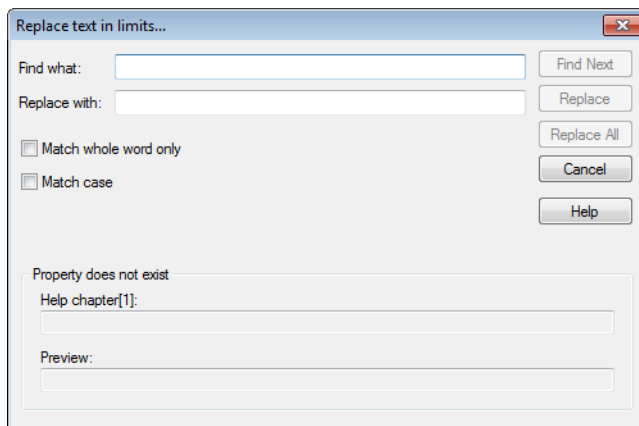 Replace text in limits...
Find what:
Find Next
Replace with:
Replace
Match whole word only
Replace All
Match case
Cancel
Help
Property does not exist
Help chapter[1]:
Preview: